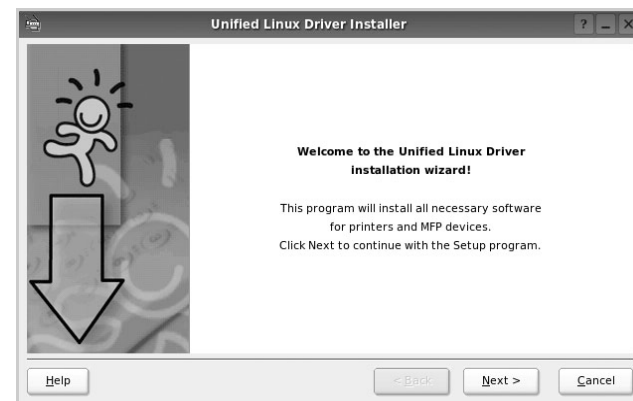 Unified Linux Driver Installer
Welcome to the Unified Linux Driver
installation wizard!
This program will install all necessary software
for printers and MFP devices.
Click Next to continue with the Setup program.
Help
< Back
Next >
Cancel